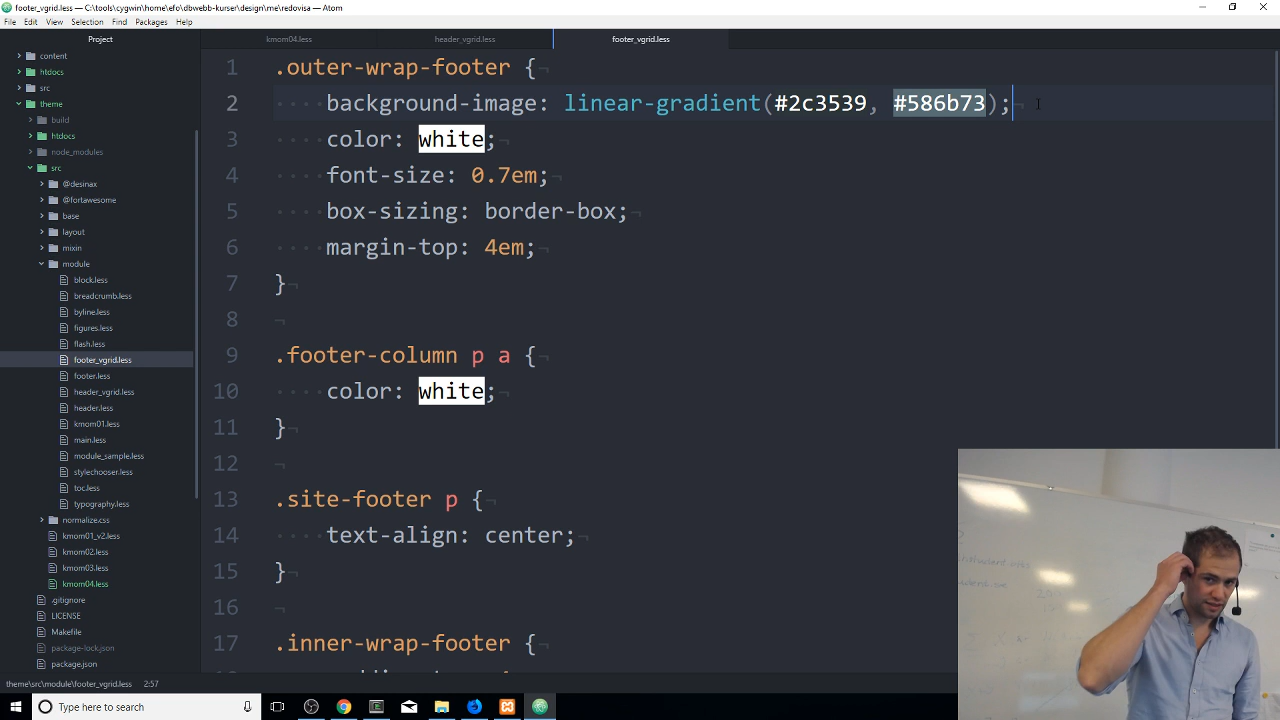 footer_vgrid.less — C:\tools\cygwin\home\efo\dbwebb-kurser\design\me\redovisa — Atom
File Edit View Selection Find Packages Help
Project
kmom04.less header_vgrid.less footer_vgrid.less
content
htdocs
src
theme
build
htdocs
node_modules
src
@desinax
@fortawesome
base
layout
mixin
module
block.less
breadcrumb.less
byline.less
figures.less
flash.less
footer_vgrid.less
footer.less
header_vgrid.less
header.less
kmom01.less
main.less
module_sample.less
stylechooser.less
toc.less
typography.less
normalize.css
kmom01_v2.less
kmom02.less
kmom03.less
kmom04.less
.gitignore
LICENSE
Makefile
package-lock.json
package.json
1 .outer-wrap-footer {
2 background-image: linear-gradient(#2c3539, #586b73);
3 color: white;
4 font-size: 0.7em;
5 box-sizing: border-box;
6 margin-top: 4em;
7 }
8
9 .footer-column p a {
10 color: white;
11 }
12
13 .site-footer p {
14 text-align: center;
15 }
16
17 .inner-wrap-footer {
theme\src\module\footer_vgrid.less 2:57
Type here to search